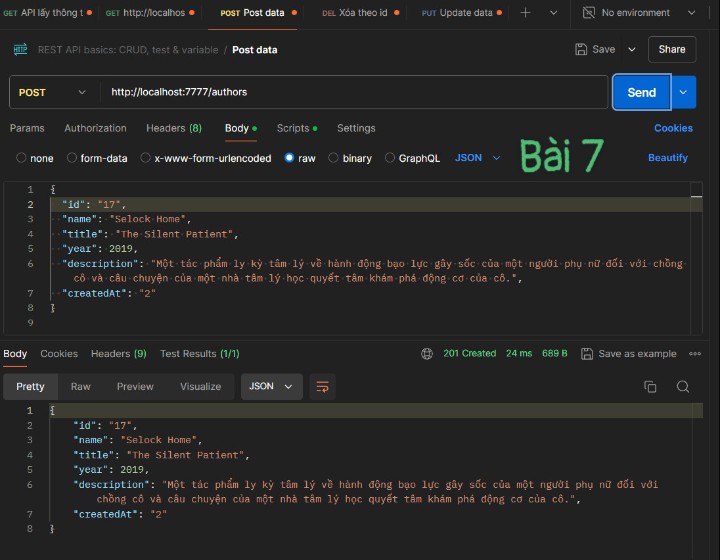 GET API lấy thông t GET http://localhos POST Post data DEL Xóa theo id PUT Update data No environment
HTTP REST API basics: CRUD, test & variable / Post data Save Share
POST http://localhost:7777/authors Send
Params Authorization Headers (8) Body Scripts Settings Cookies
none form-data x-www-form-urlencoded raw binary GraphQL JSON Bài 7 Beautify
1 {
2 "id": "17",
3 "name": "Selock Home",
4 "title": "The Silent Patient",
5 "year": 2019,
6 "description": "Một tác phẩm ly kỳ tâm lý về hành động bạo lực gây sốc của một người phụ nữ đối với chồng
cô và câu chuyện của một nhà tâm lý học quyết tâm khám phá động cơ của cô.",
7 "createdAt": "2"
8 }
9
Body Cookies Headers (9) Test Results (1/1) 201 Created 24 ms 689 B Save as example
Pretty Raw Preview Visualize JSON
1 {
2 "id": "17",
3 "name": "Selock Home",
4 "title": "The Silent Patient",
5 "year": 2019,
6 "description": "Một tác phẩm ly kỳ tâm lý về hành động bạo lực gây sốc của một người phụ nữ đối với
chồng cô và câu chuyện của một nhà tâm lý học quyết tâm khám phá động cơ của cô.",
7 "createdAt": "2"
8 }